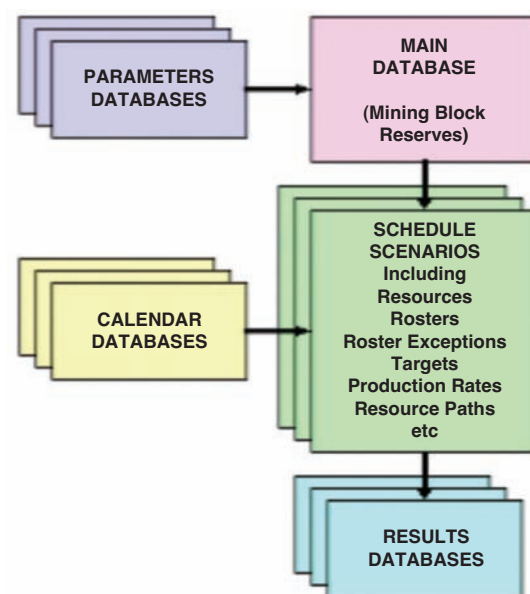 PARAMETERS
DATABASES
MAIN
DATABASE
(Mining Block
Reserves)
CALENDAR
DATABASES
SCHEDULE
SCENARIOS
Including
Resources
Rosters
Roster Exceptions
Targets
Production Rates
Resource Paths
etc
RESULTS
DATABASES